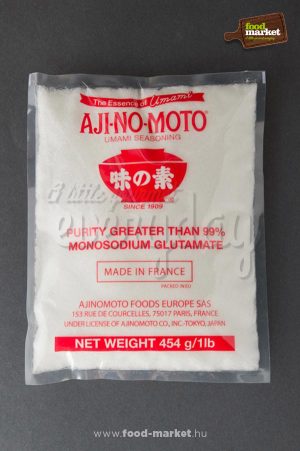 food
market
The Essence of Umami
AJI-NO-MOTO®
UMAMI SEASONING
味の素
SINCE 1909
A little
everyday
PURITY GREATER THAN 99%
MONOSODIUM GLUTAMATE
MADE IN FRANCE
PACKED IN EU
AJINOMOTO FOODS EUROPE SAS
153 RUE DE COURCELLES, 75017 PARIS, FRANCE
UNDER LICENSE OF AJINOMOTO CO., INC.-TOKYO, JAPAN
NET WEIGHT 454 g/1lb
www.food-market.hu